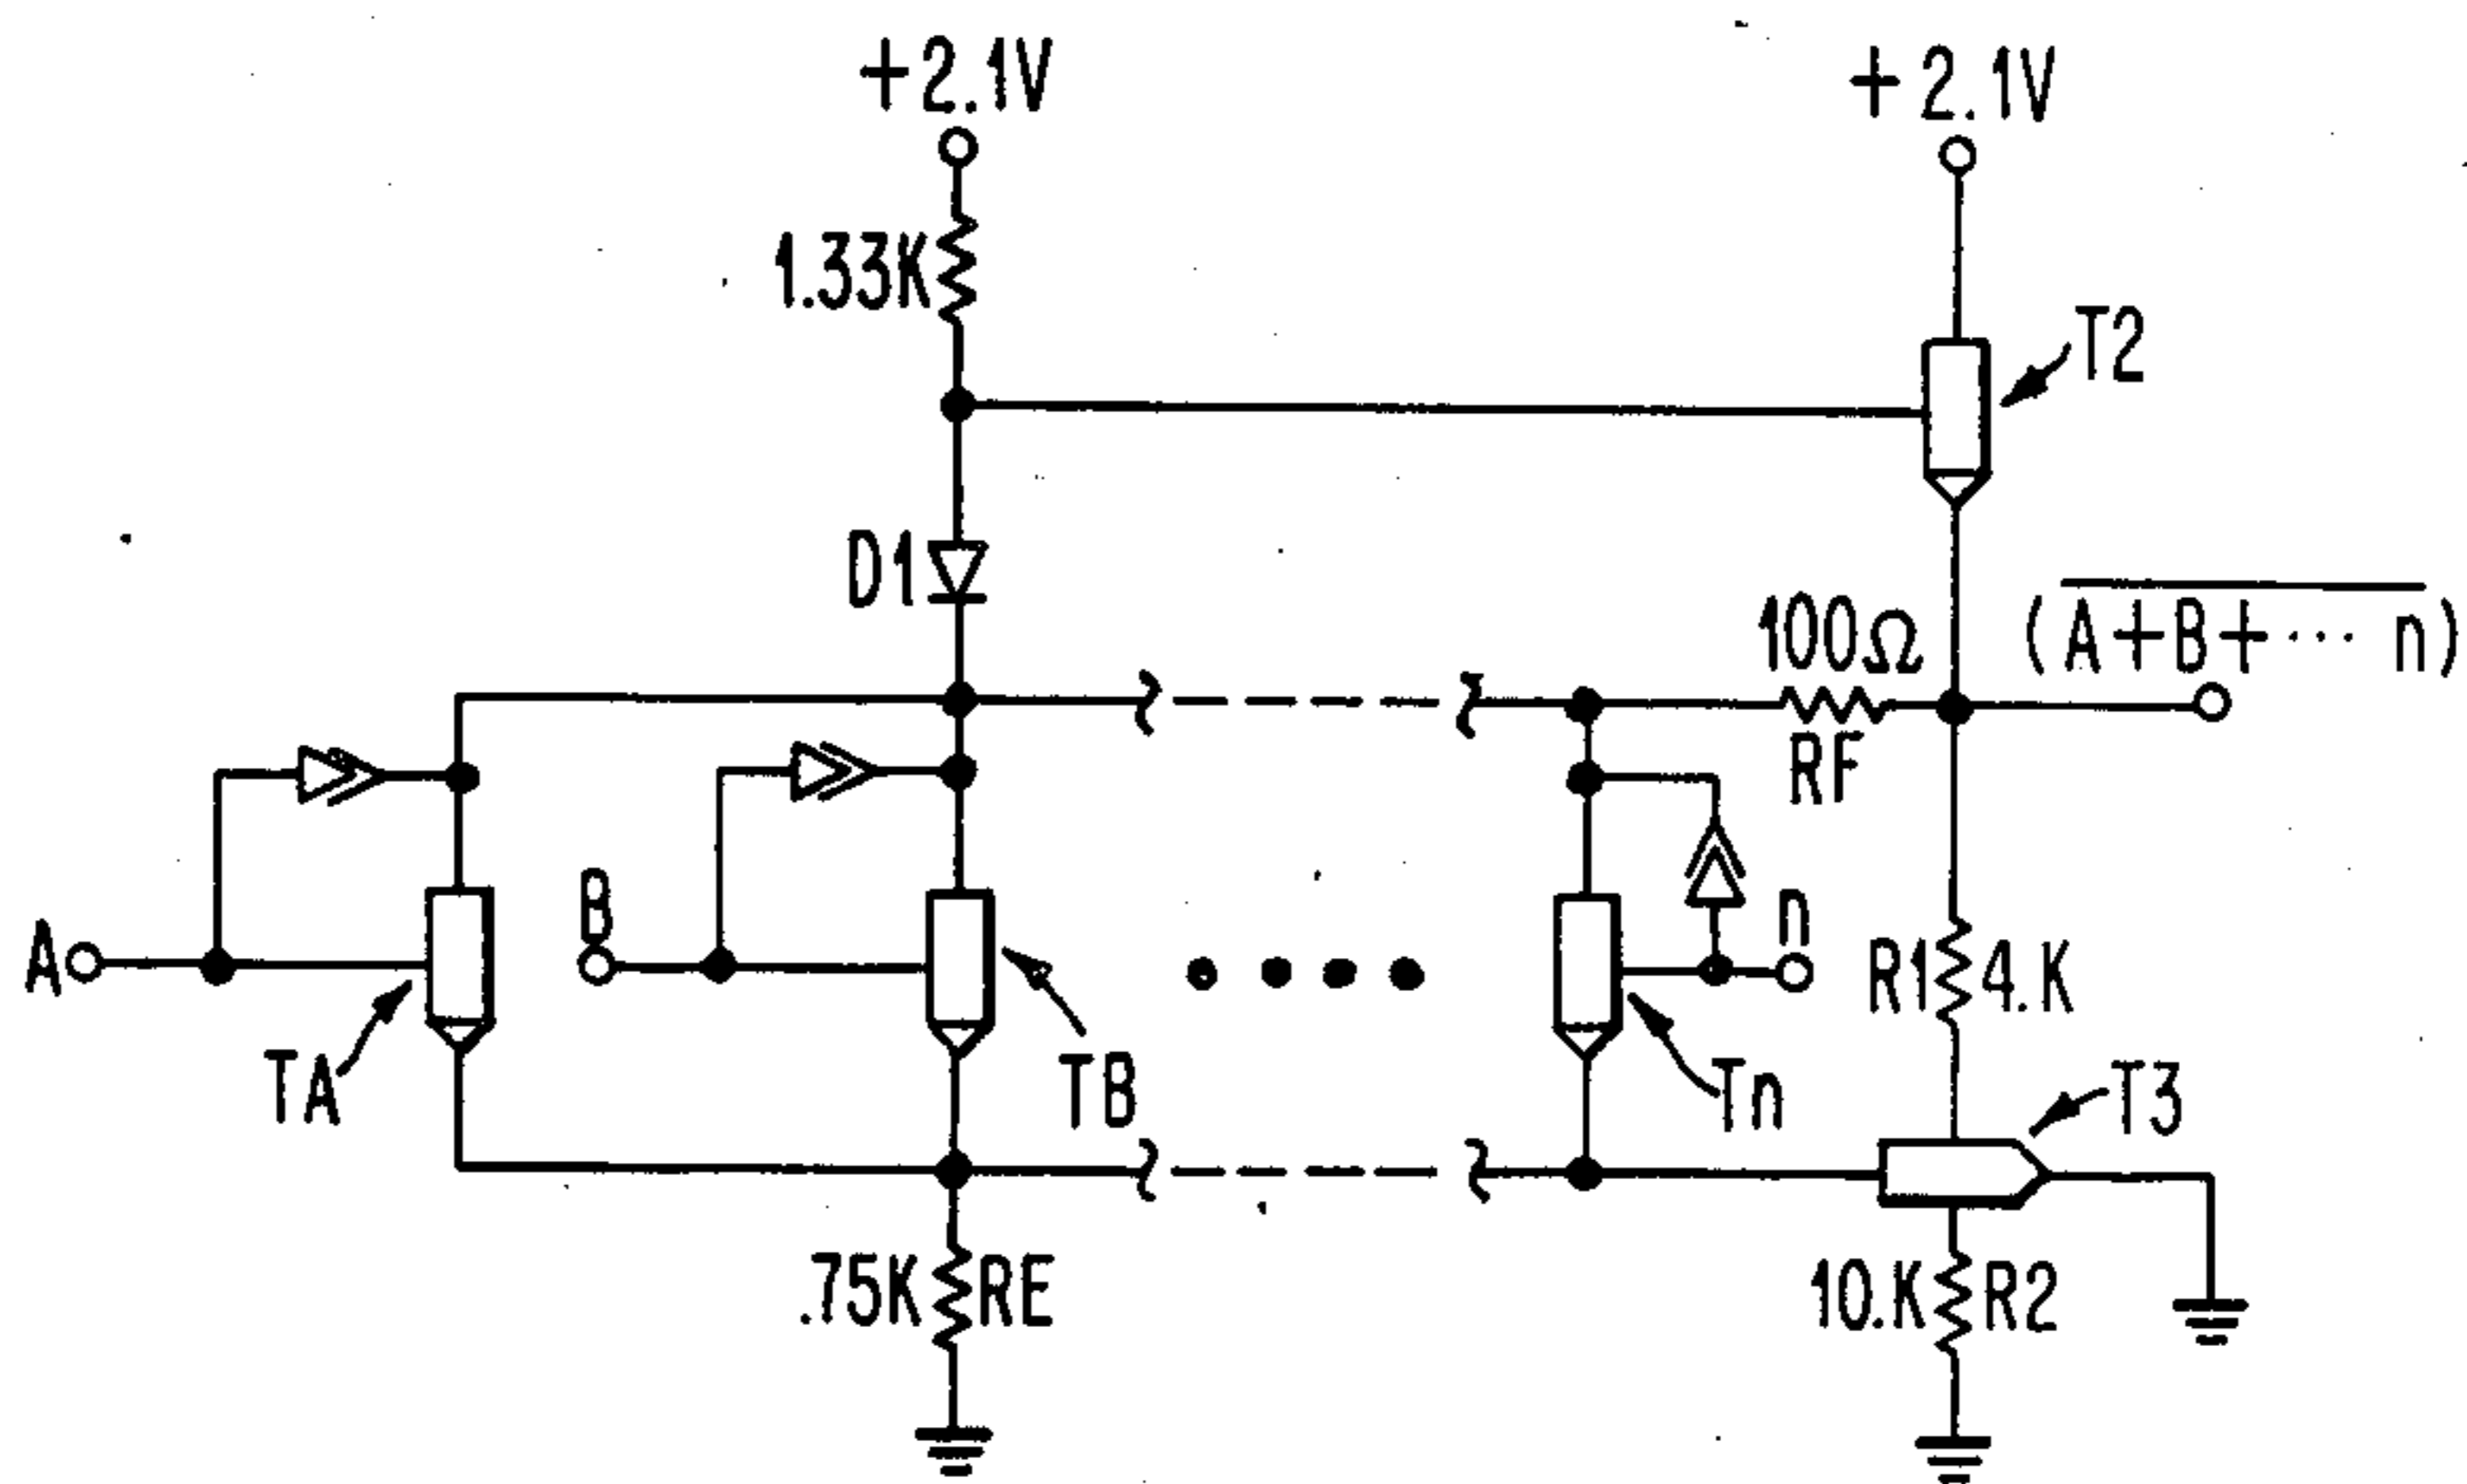 +2.1V
+2.1V
1.33K
T2
D1
100Ω
(A+B+··· n)
RF
B
n
A
R1
4.K
TA
TB
Tn
T3
.75K
RE
10.K
R2